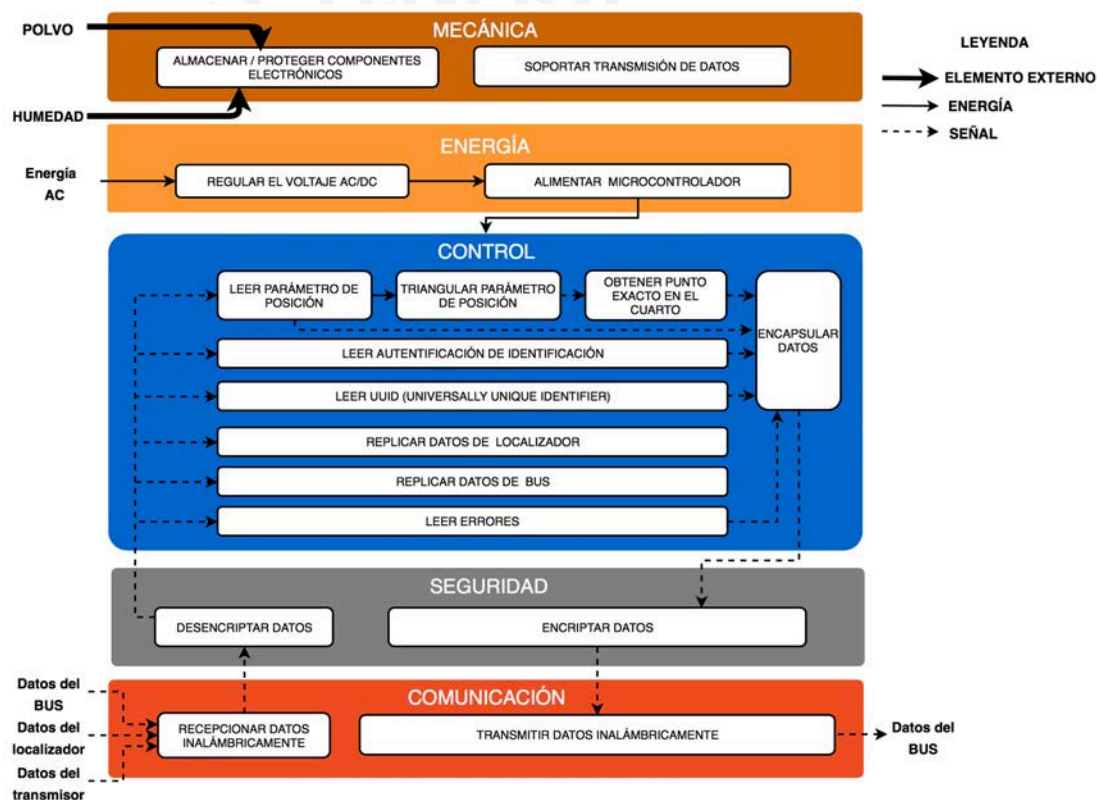 MECÁNICA
POLVO
ALMACENAR / PROTEGER COMPONENTES
ELECTRÓNICOS
SOPORTAR TRANSMISIÓN DE DATOS
HUMEDAD
LEYENDA
ELEMENTO EXTERNO
ENERGÍA
SEÑAL
ENERGÍA
Energía
AC
REGULAR EL VOLTAJE AC/DC
ALIMENTAR MICROCONTROLADOR
CONTROL
LEER PARÁMETRO DE
POSICIÓN
TRIANGULAR PARÁMETRO
DE POSICIÓN
OBTENER PUNTO
EXACTO EN EL
CUARTO
ENCAPSULAR
DATOS
LEER AUTENTIFICACIÓN DE IDENTIFICACIÓN
LEER UUID (UNIVERSALLY UNIQUE IDENTIFIER)
REPLICAR DATOS DE LOCALIZADOR
REPLICAR DATOS DE BUS
LEER ERRORES
SEGURIDAD
DESENCRIPTAR DATOS
ENCRIPTAR DATOS
COMUNICACIÓN
Datos del
BUS
Datos del
localizador
Datos del
transmisor
RECEPCIONAR DATOS
INALÁMBRICAMENTE
TRANSMITIR DATOS INALÁMBRICAMENTE
Datos del
BUS